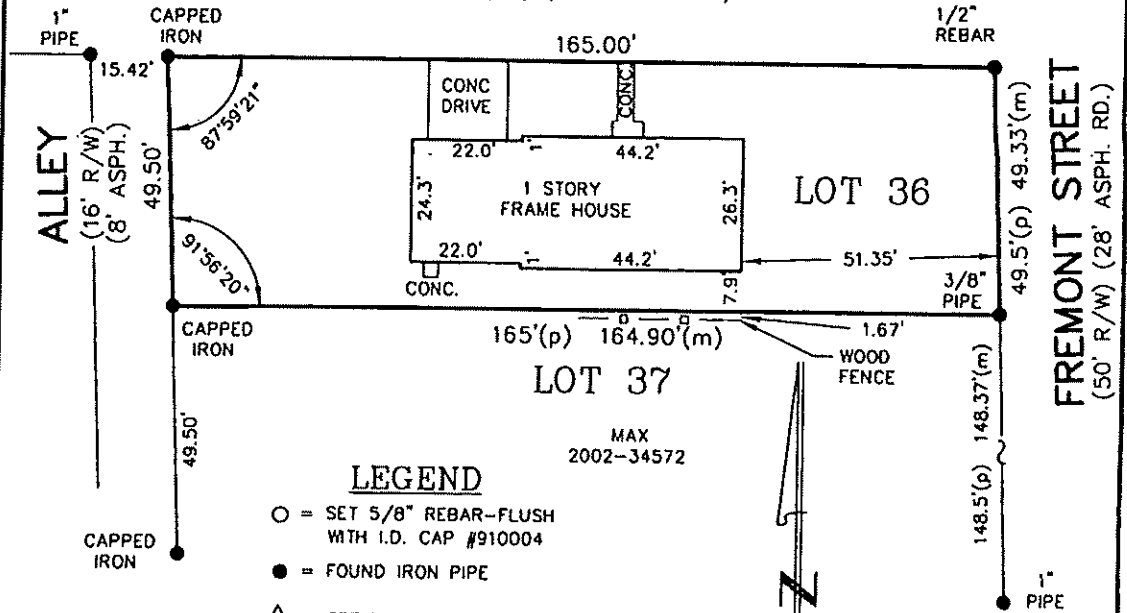 1"
PIPE
CAPPED
IRON
1/2"
REBAR
165.00'
15.42'
87°59'21"
CONC
DRIVE
CONC
ALLEY
(16' R/W)
(8' ASPH.)
49.50'
22.0'
1'
44.2'
24.3'
1 STORY
FRAME HOUSE
26.3'
LOT 36
49.5'(p) 49.33'(m)
FREMONT STREET
(50' R/W) (28' ASPH. RD.)
91°56'20"
22.0'
1'
44.2'
51.35'
CONC.
7.9'
3/8"
PIPE
CAPPED
IRON
165'(p) 164.90'(m)
1.67'
WOOD
FENCE
LOT 37
49.50'
MAX
2002-34572
148.5'(p) 148.37'(m)
LEGEND
○ = SET 5/8" REBAR-FLUSH
WITH I.D. CAP #910004
● = FOUND IRON PIPE
CAPPED
IRON
N
1"
PIPE